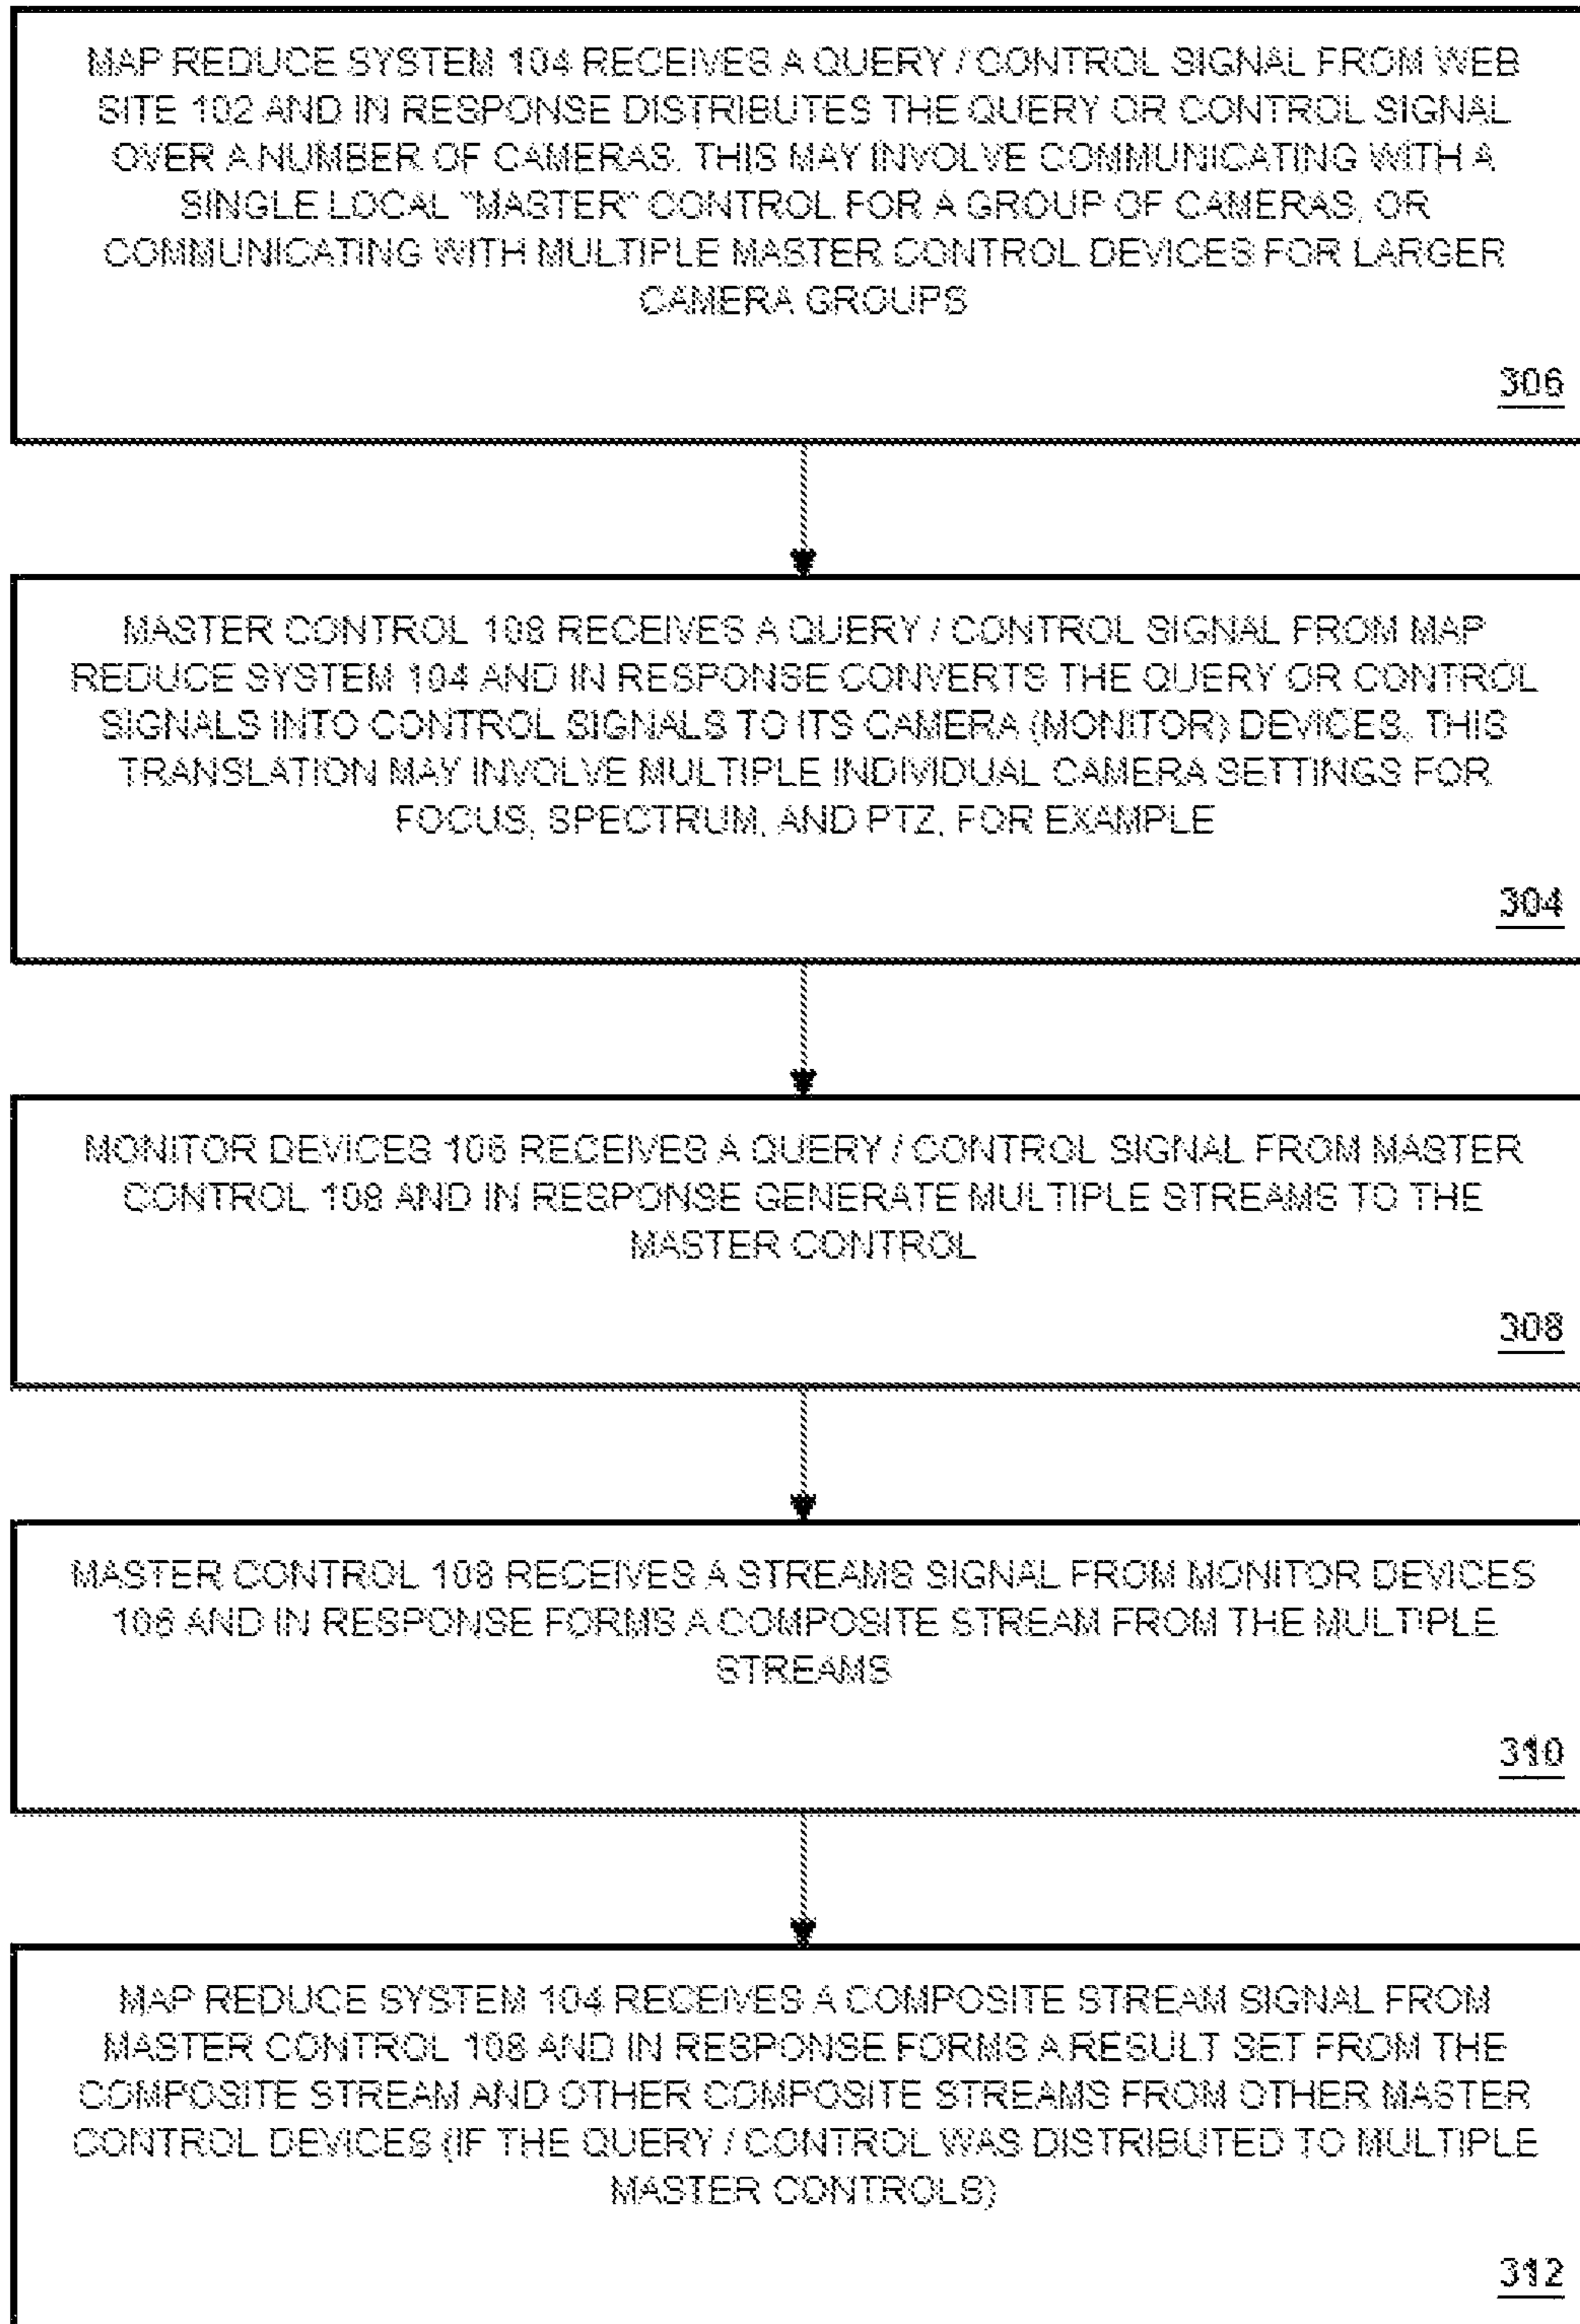 MAP REDUCE SYSTEM 104 RECEIVES A QUERY / CONTROL SIGNAL FROM WEB
SITE 102 AND IN RESPONSE DISTRIBUTES THE QUERY OR CONTROL SIGNAL
OVER A NUMBER OF CAMERAS. THIS MAY INVOLVE COMMUNICATING WITH A
SINGLE LOCAL "MASTER" CONTROL FOR A GROUP OF CAMERAS, OR
COMMUNICATING WITH MULTIPLE MASTER CONTROL DEVICES FOR LARGER
CAMERA GROUPS
306
MASTER CONTROL 108 RECEIVES A QUERY / CONTROL SIGNAL FROM MAP
REDUCE SYSTEM 104 AND IN RESPONSE CONVERTS THE QUERY OR CONTROL
SIGNALS INTO CONTROL SIGNALS TO ITS CAMERA (MONITOR) DEVICES. THIS
TRANSLATION MAY INVOLVE MULTIPLE INDIVIDUAL CAMERA SETTINGS FOR
FOCUS, SPECTRUM, AND PTZ, FOR EXAMPLE
304
MONITOR DEVICES 106 RECEIVES A QUERY / CONTROL SIGNAL FROM MASTER
CONTROL 108 AND IN RESPONSE GENERATE MULTIPLE STREAMS TO THE
MASTER CONTROL
308
MASTER CONTROL 108 RECEIVES A STREAMS SIGNAL FROM MONITOR DEVICES
106 AND IN RESPONSE FORMS A COMPOSITE STREAM FROM THE MULTIPLE
STREAMS
310
MAP REDUCE SYSTEM 104 RECEIVES A COMPOSITE STREAM SIGNAL FROM
MASTER CONTROL 108 AND IN RESPONSE FORMS A RESULT SET FROM THE
COMPOSITE STREAM AND OTHER COMPOSITE STREAMS FROM OTHER MASTER
CONTROL DEVICES (IF THE QUERY / CONTROL WAS DISTRIBUTED TO MULTIPLE
MASTER CONTROLS)
312